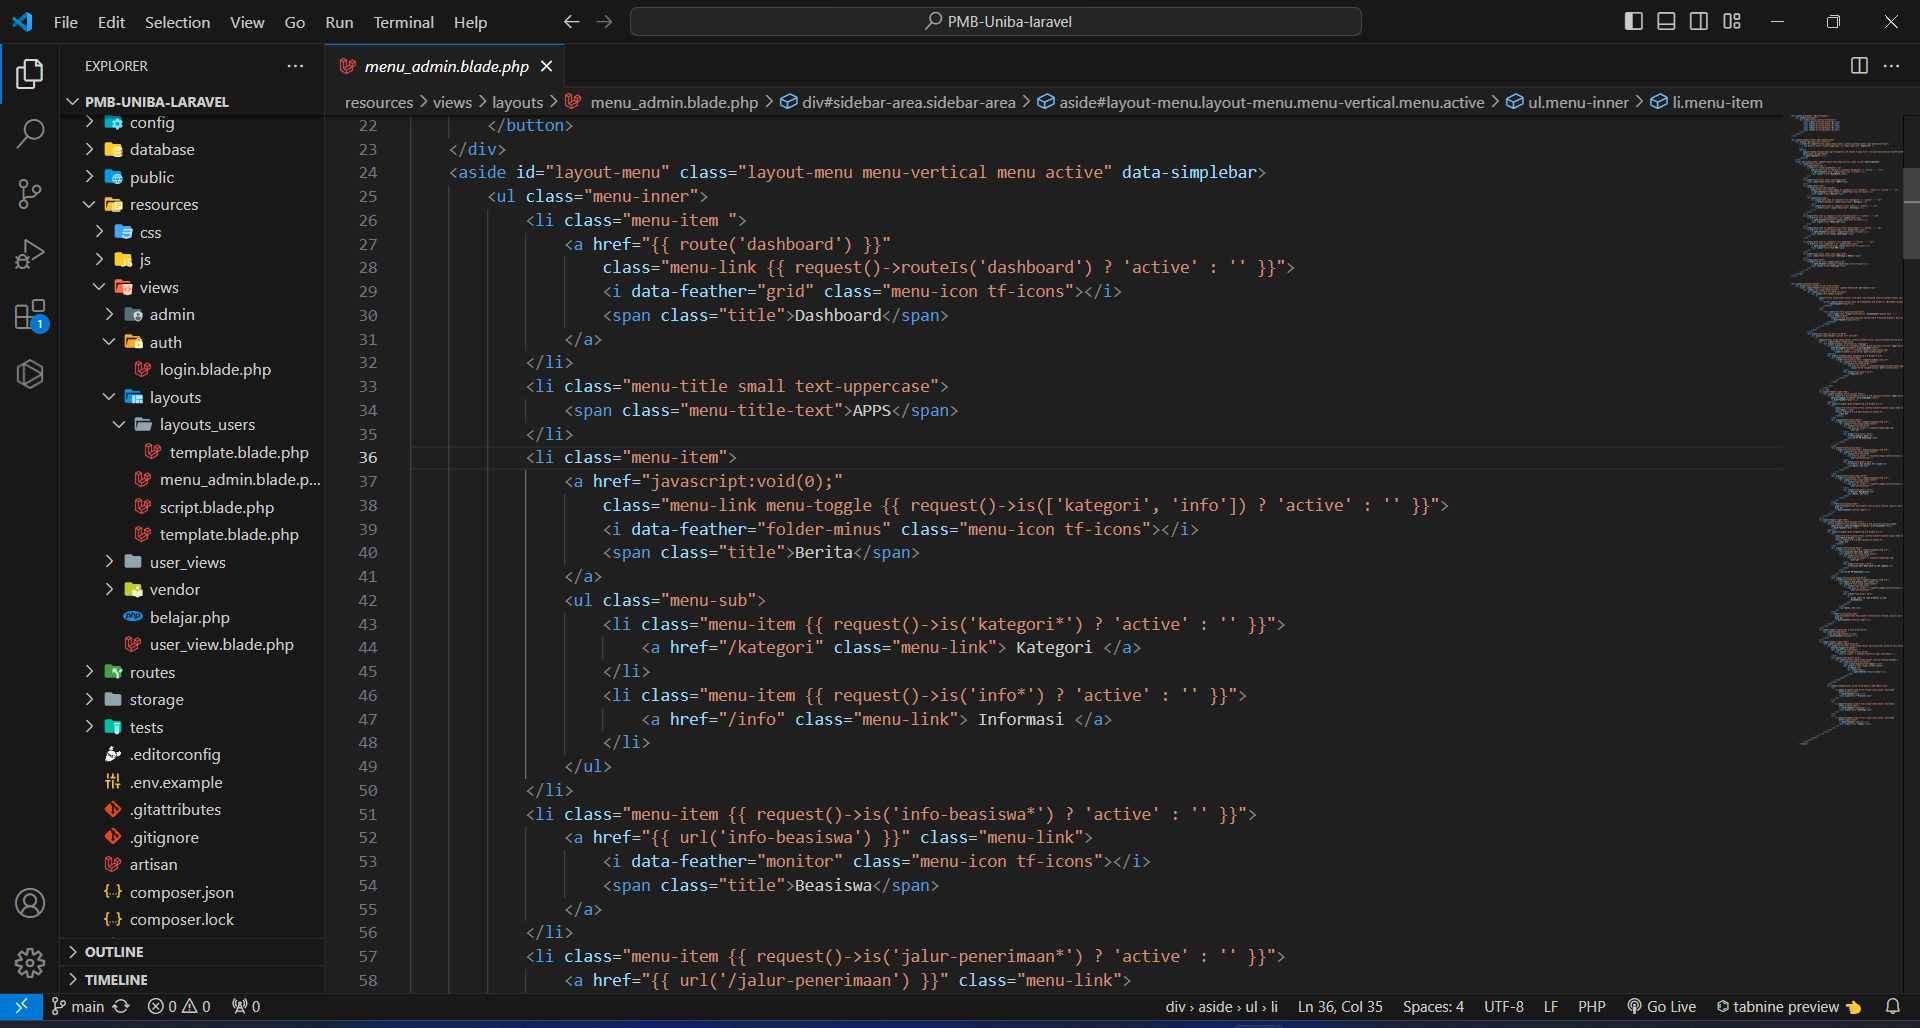 File Edit Selection View Go Run Terminal Help
PMB-Uniba-laravel
EXPLORER
menu_admin.blade.php
PMB-UNIBA-LARAVEL
resources > views > layouts > menu_admin.blade.php > div#sidebar-area.sidebar-area > aside#layout-menu.layout-menu.menu-vertical.menu.active > ul.menu-inner > li.menu-item
config
database
public
resources
css
js
views
admin
auth
login.blade.php
layouts
layouts_users
template.blade.php
menu_admin.blade.p...
script.blade.php
template.blade.php
user_views
vendor
belajar.php
user_view.blade.php
routes
storage
tests
.editorconfig
.env.example
.gitattributes
.gitignore
artisan
composer.json
composer.lock
OUTLINE
TIMELINE
1
22 </button>
23 </div>
24 <aside id="layout-menu" class="layout-menu menu-vertical menu active" data-simplebar>
25 <ul class="menu-inner">
26 <li class="menu-item ">
27 <a href="{{ route('dashboard') }}"
28 class="menu-link {{ request()->routeIs('dashboard') ? 'active' : '' }}">
29 <i data-feather="grid" class="menu-icon tf-icons"></i>
30 <span class="title">Dashboard</span>
31 </a>
32 </li>
33 <li class="menu-title small text-uppercase">
34 <span class="menu-title-text">APPS</span>
35 </li>
36 <li class="menu-item">
37 <a href="javascript:void(0);"
38 class="menu-link menu-toggle {{ request()->is(['kategori', 'info']) ? 'active' : '' }}">
39 <i data-feather="folder-minus" class="menu-icon tf-icons"></i>
40 <span class="title">Berita</span>
41 </a>
42 <ul class="menu-sub">
43 <li class="menu-item {{ request()->is('kategori*') ? 'active' : '' }}">
44 <a href="/kategori" class="menu-link"> Kategori </a>
45 </li>
46 <li class="menu-item {{ request()->is('info*') ? 'active' : '' }}">
47 <a href="/info" class="menu-link"> Informasi </a>
48 </li>
49 </ul>
50 </li>
51 <li class="menu-item {{ request()->is('info-beasiswa*') ? 'active' : '' }}">
52 <a href="{{ url('info-beasiswa') }}" class="menu-link">
53 <i data-feather="monitor" class="menu-icon tf-icons"></i>
54 <span class="title">Beasiswa</span>
55 </a>
56 </li>
57 <li class="menu-item {{ request()->is('jalur-penerimaan*') ? 'active' : '' }}">
58 <a href="{{ url('/jalur-penerimaan') }}" class="menu-link">
main 0 0 0 div › aside › ul › li Ln 36, Col 35 Spaces: 4 UTF-8 LF PHP Go Live tabnine preview